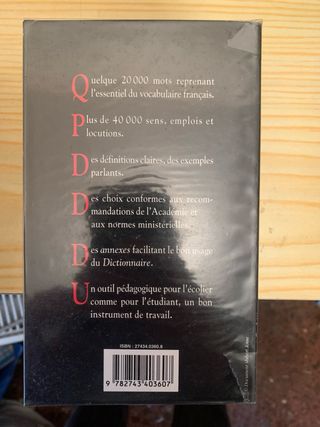 Quelque 20 000 mots reprenant
l'essentiel du vocabulaire français.
Plus de 40 000 sens, emplois et
locutions.
Des définitions claires, des exemples
parlants.
Des choix conformes aux recom-
mandations de l'Académie et
aux normes ministérielles.
Des annexes facilitant le bon usage
du Dictionnaire.
Un outil pédagogique pour l'écolier
comme pour l'étudiant, un bon
instrument de travail.
ISBN : 27434.0360.8
9 782743 403607